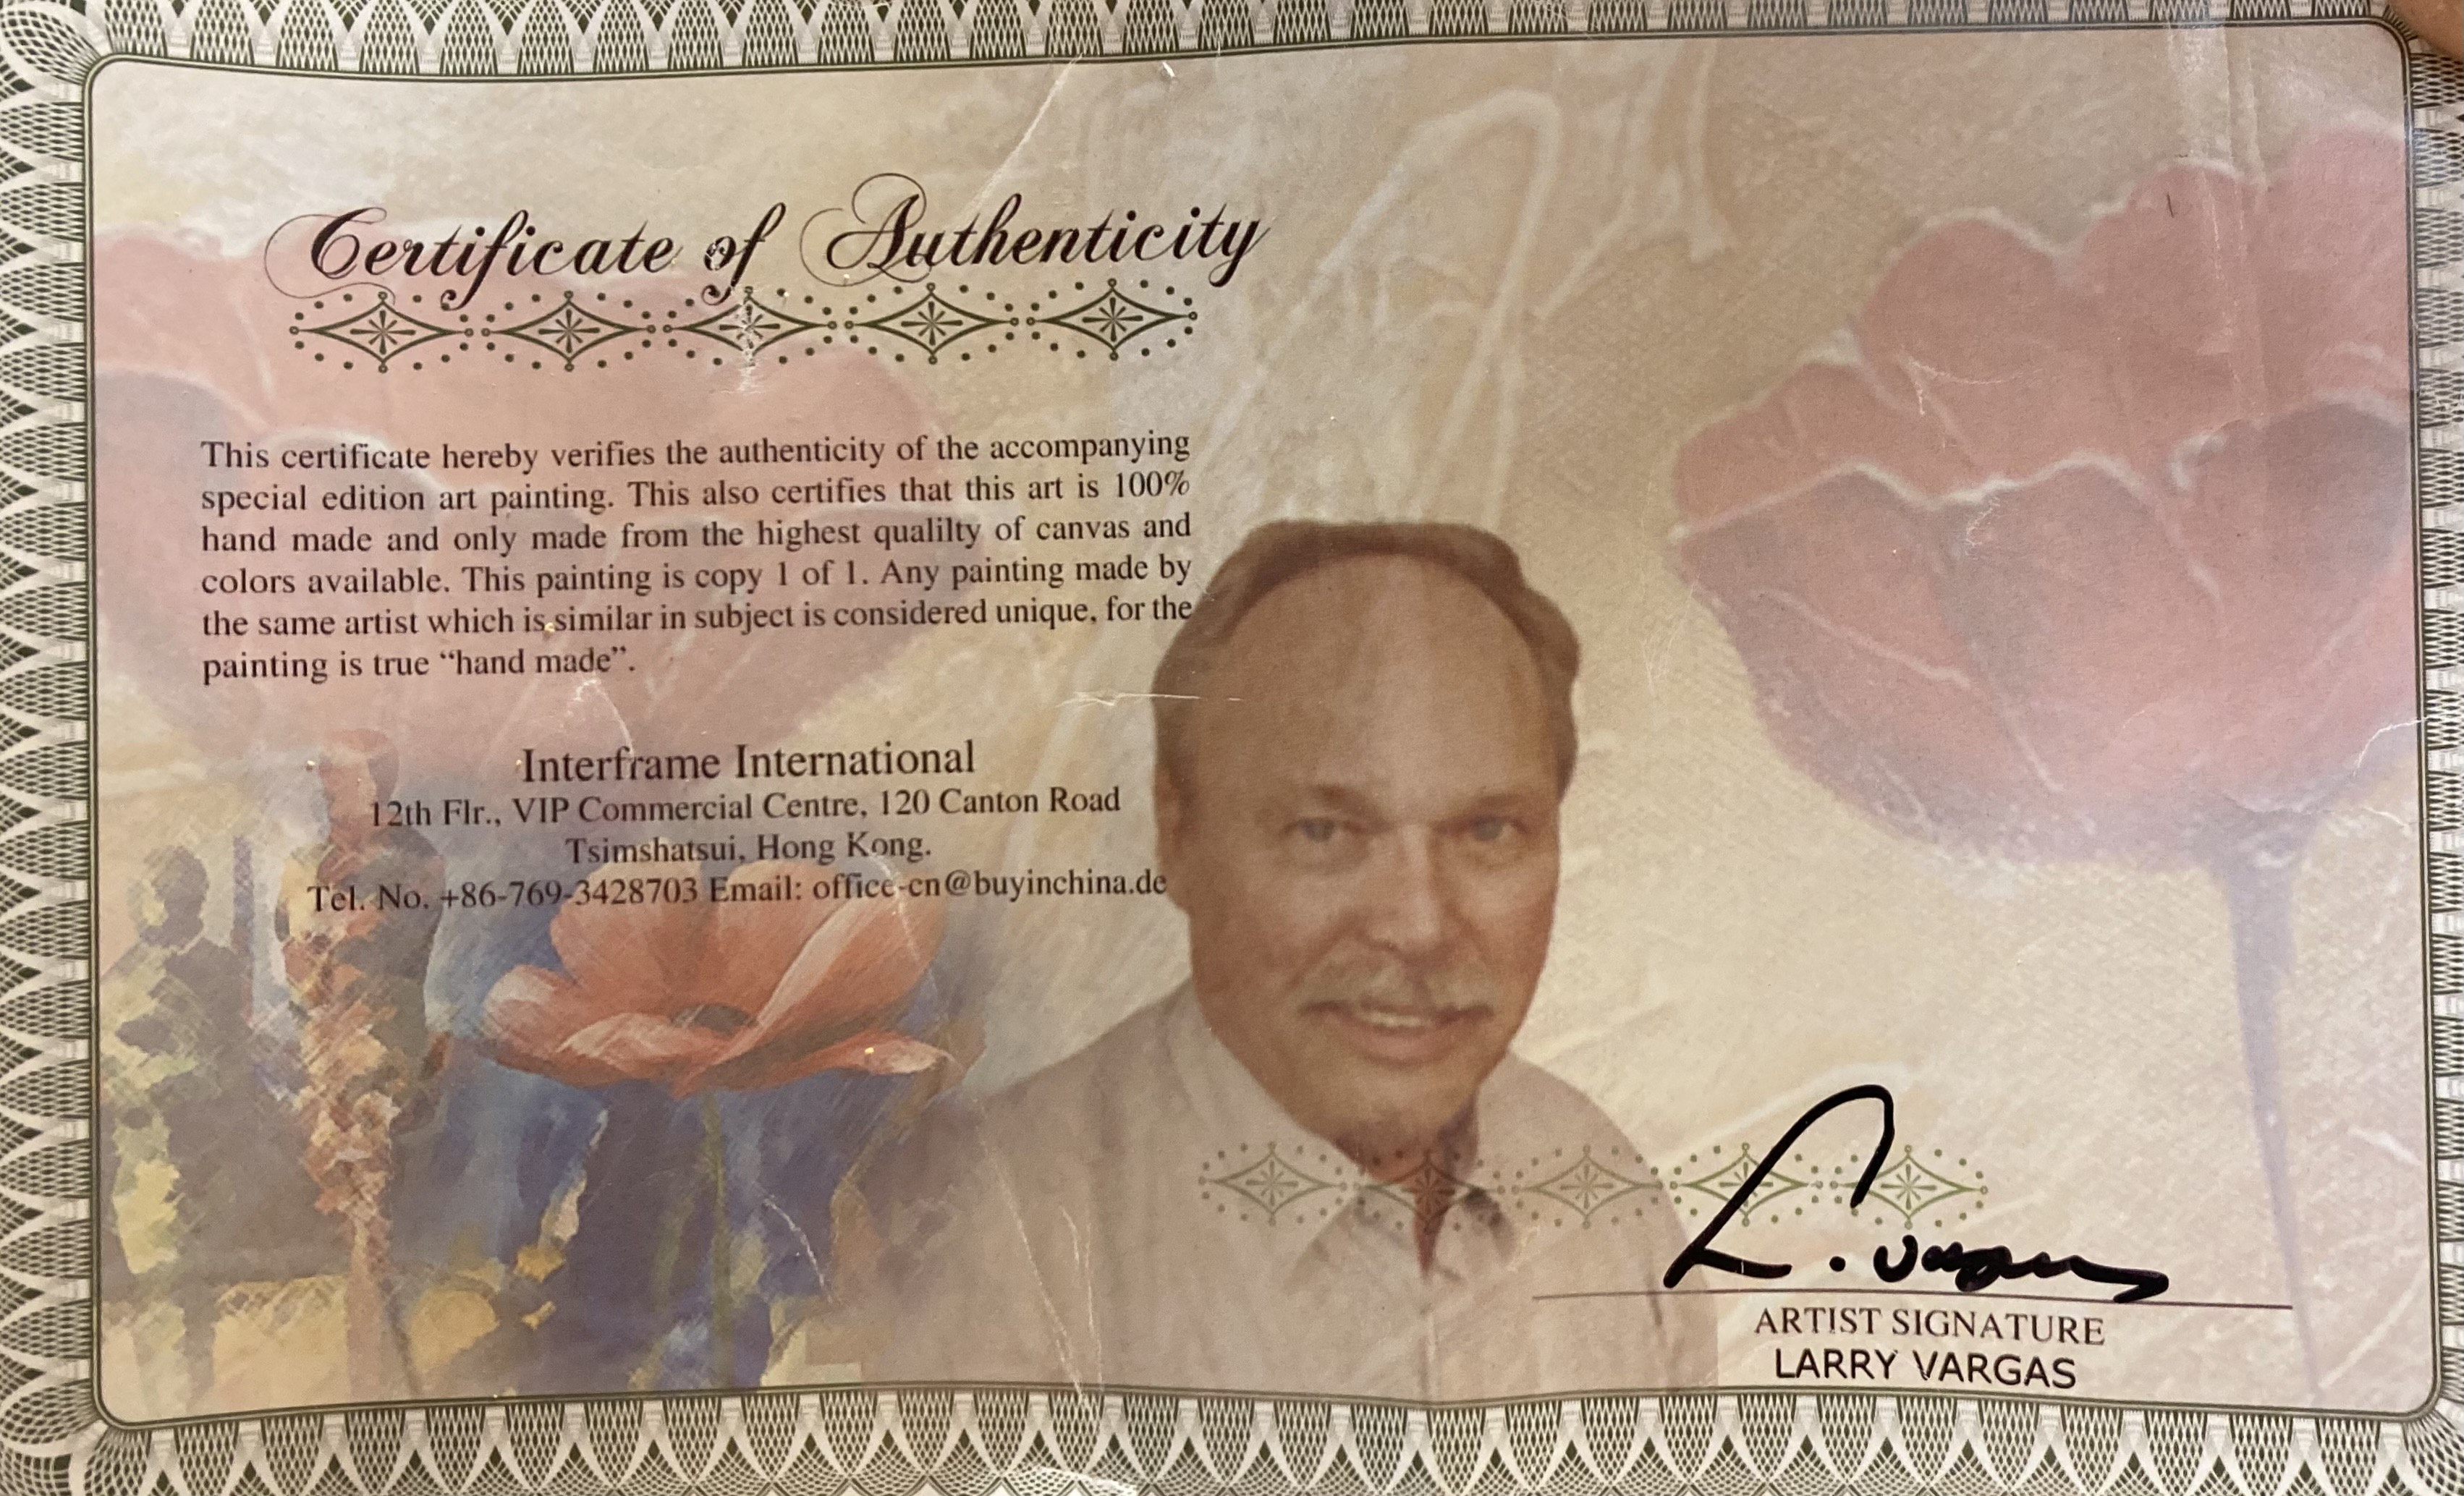 Certificate of Authenticity
This certificate hereby verifies the authenticity of the accompanying
special edition art painting. This also certifies that this art is 100%
hand made and only made from the highest qualilty of canvas and
colors available. This painting is copy 1 of 1. Any painting made by
the same artist which is similar in subject is considered unique, for the
painting is true “hand made”.
Interframe International
12th Flr., VIP Commercial Centre, 120 Canton Road
Tsimshatsui, Hong Kong.
Tel. No. +86-769-3428703 Email: office-cn@buyinchina.de
L. Vargas
ARTIST SIGNATURE
LARRY VARGAS